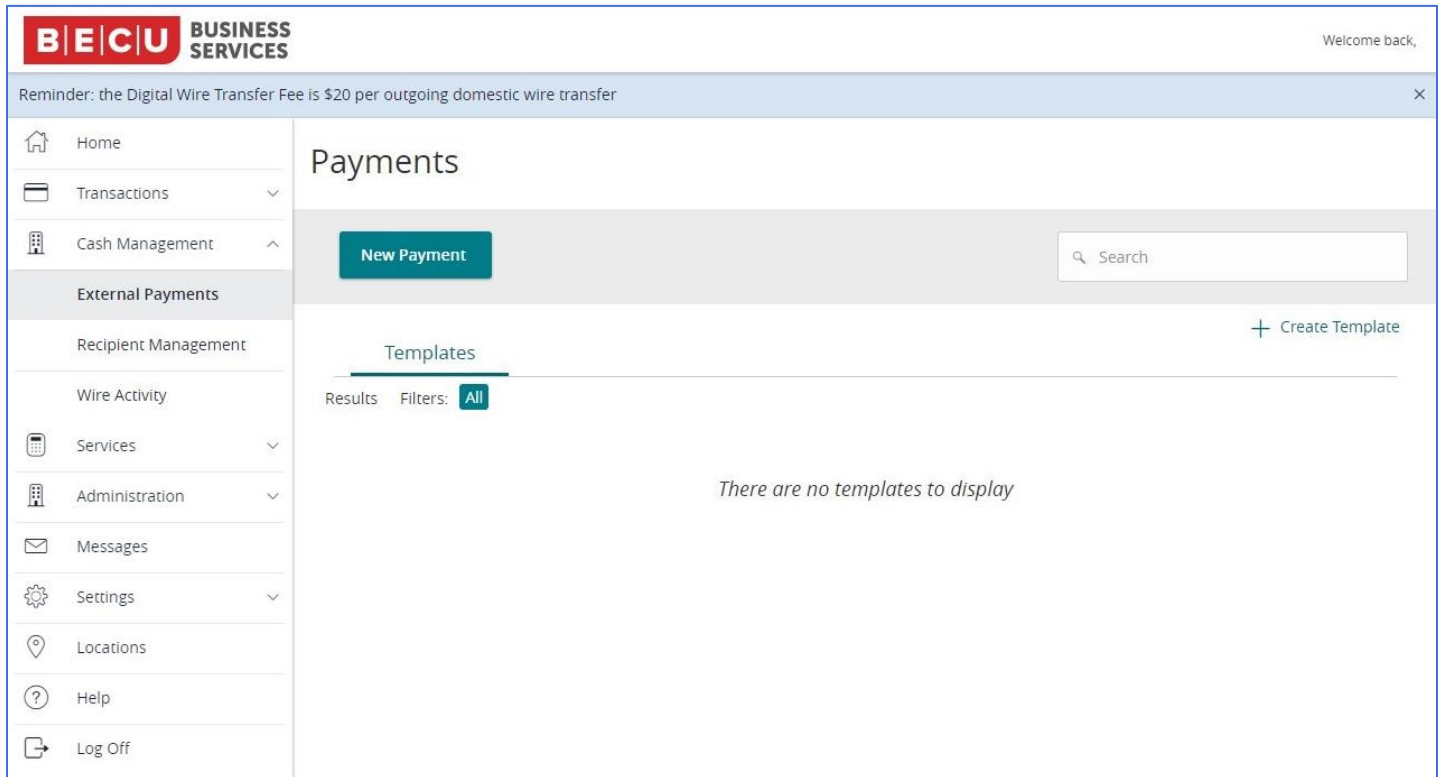 B|E|C|U BUSINESS
SERVICES
Welcome back,
Reminder: the Digital Wire Transfer Fee is $20 per outgoing domestic wire transfer
Home
Transactions
Cash Management
External Payments
Recipient Management
Wire Activity
Services
Administration
Messages
Settings
Locations
Help
Log Off
Payments
New Payment
Search
Create Template
Templates
Results Filters: All
There are no templates to display